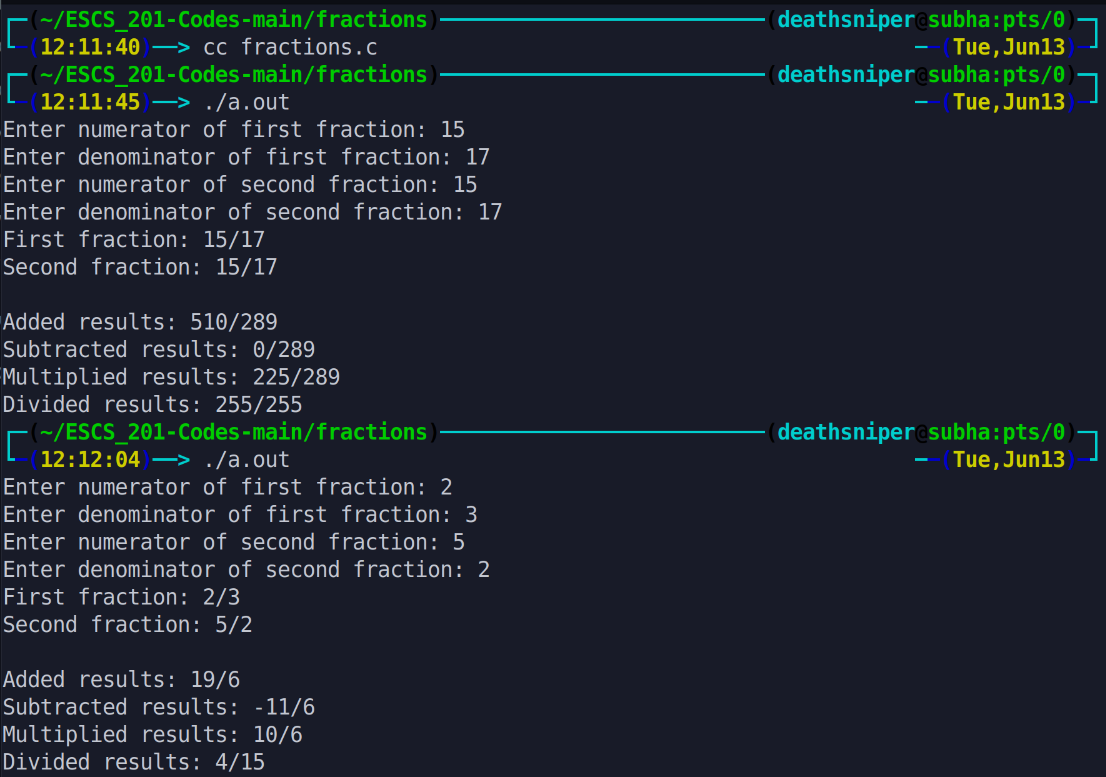 (~/ESCS_201-Codes-main/fractions) (deathsniper@subha:pts/0)
(12:11:40)—> cc fractions.c (Tue,Jun13)
(~/ESCS_201-Codes-main/fractions) (deathsniper@subha:pts/0)
(12:11:45)—> ./a.out (Tue,Jun13)
Enter numerator of first fraction: 15
Enter denominator of first fraction: 17
Enter numerator of second fraction: 15
Enter denominator of second fraction: 17
First fraction: 15/17
Second fraction: 15/17
Added results: 510/289
Subtracted results: 0/289
Multiplied results: 225/289
Divided results: 255/255
(~/ESCS_201-Codes-main/fractions) (deathsniper@subha:pts/0)
(12:12:04)—> ./a.out (Tue,Jun13)
Enter numerator of first fraction: 2
Enter denominator of first fraction: 3
Enter numerator of second fraction: 5
Enter denominator of second fraction: 2
First fraction: 2/3
Second fraction: 5/2
Added results: 19/6
Subtracted results: -11/6
Multiplied results: 10/6
Divided results: 4/15